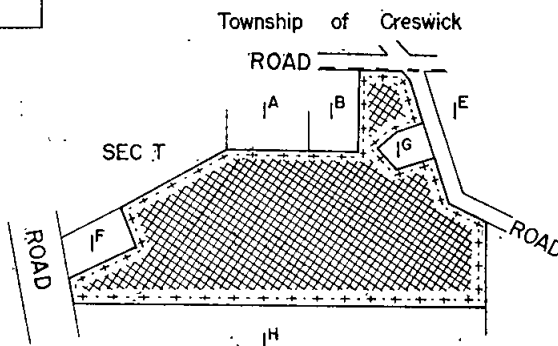 Township of Creswick
ROAD
I^A I^B I^E
SEC T
I^G
I^F
ROAD
ROAD
I^H